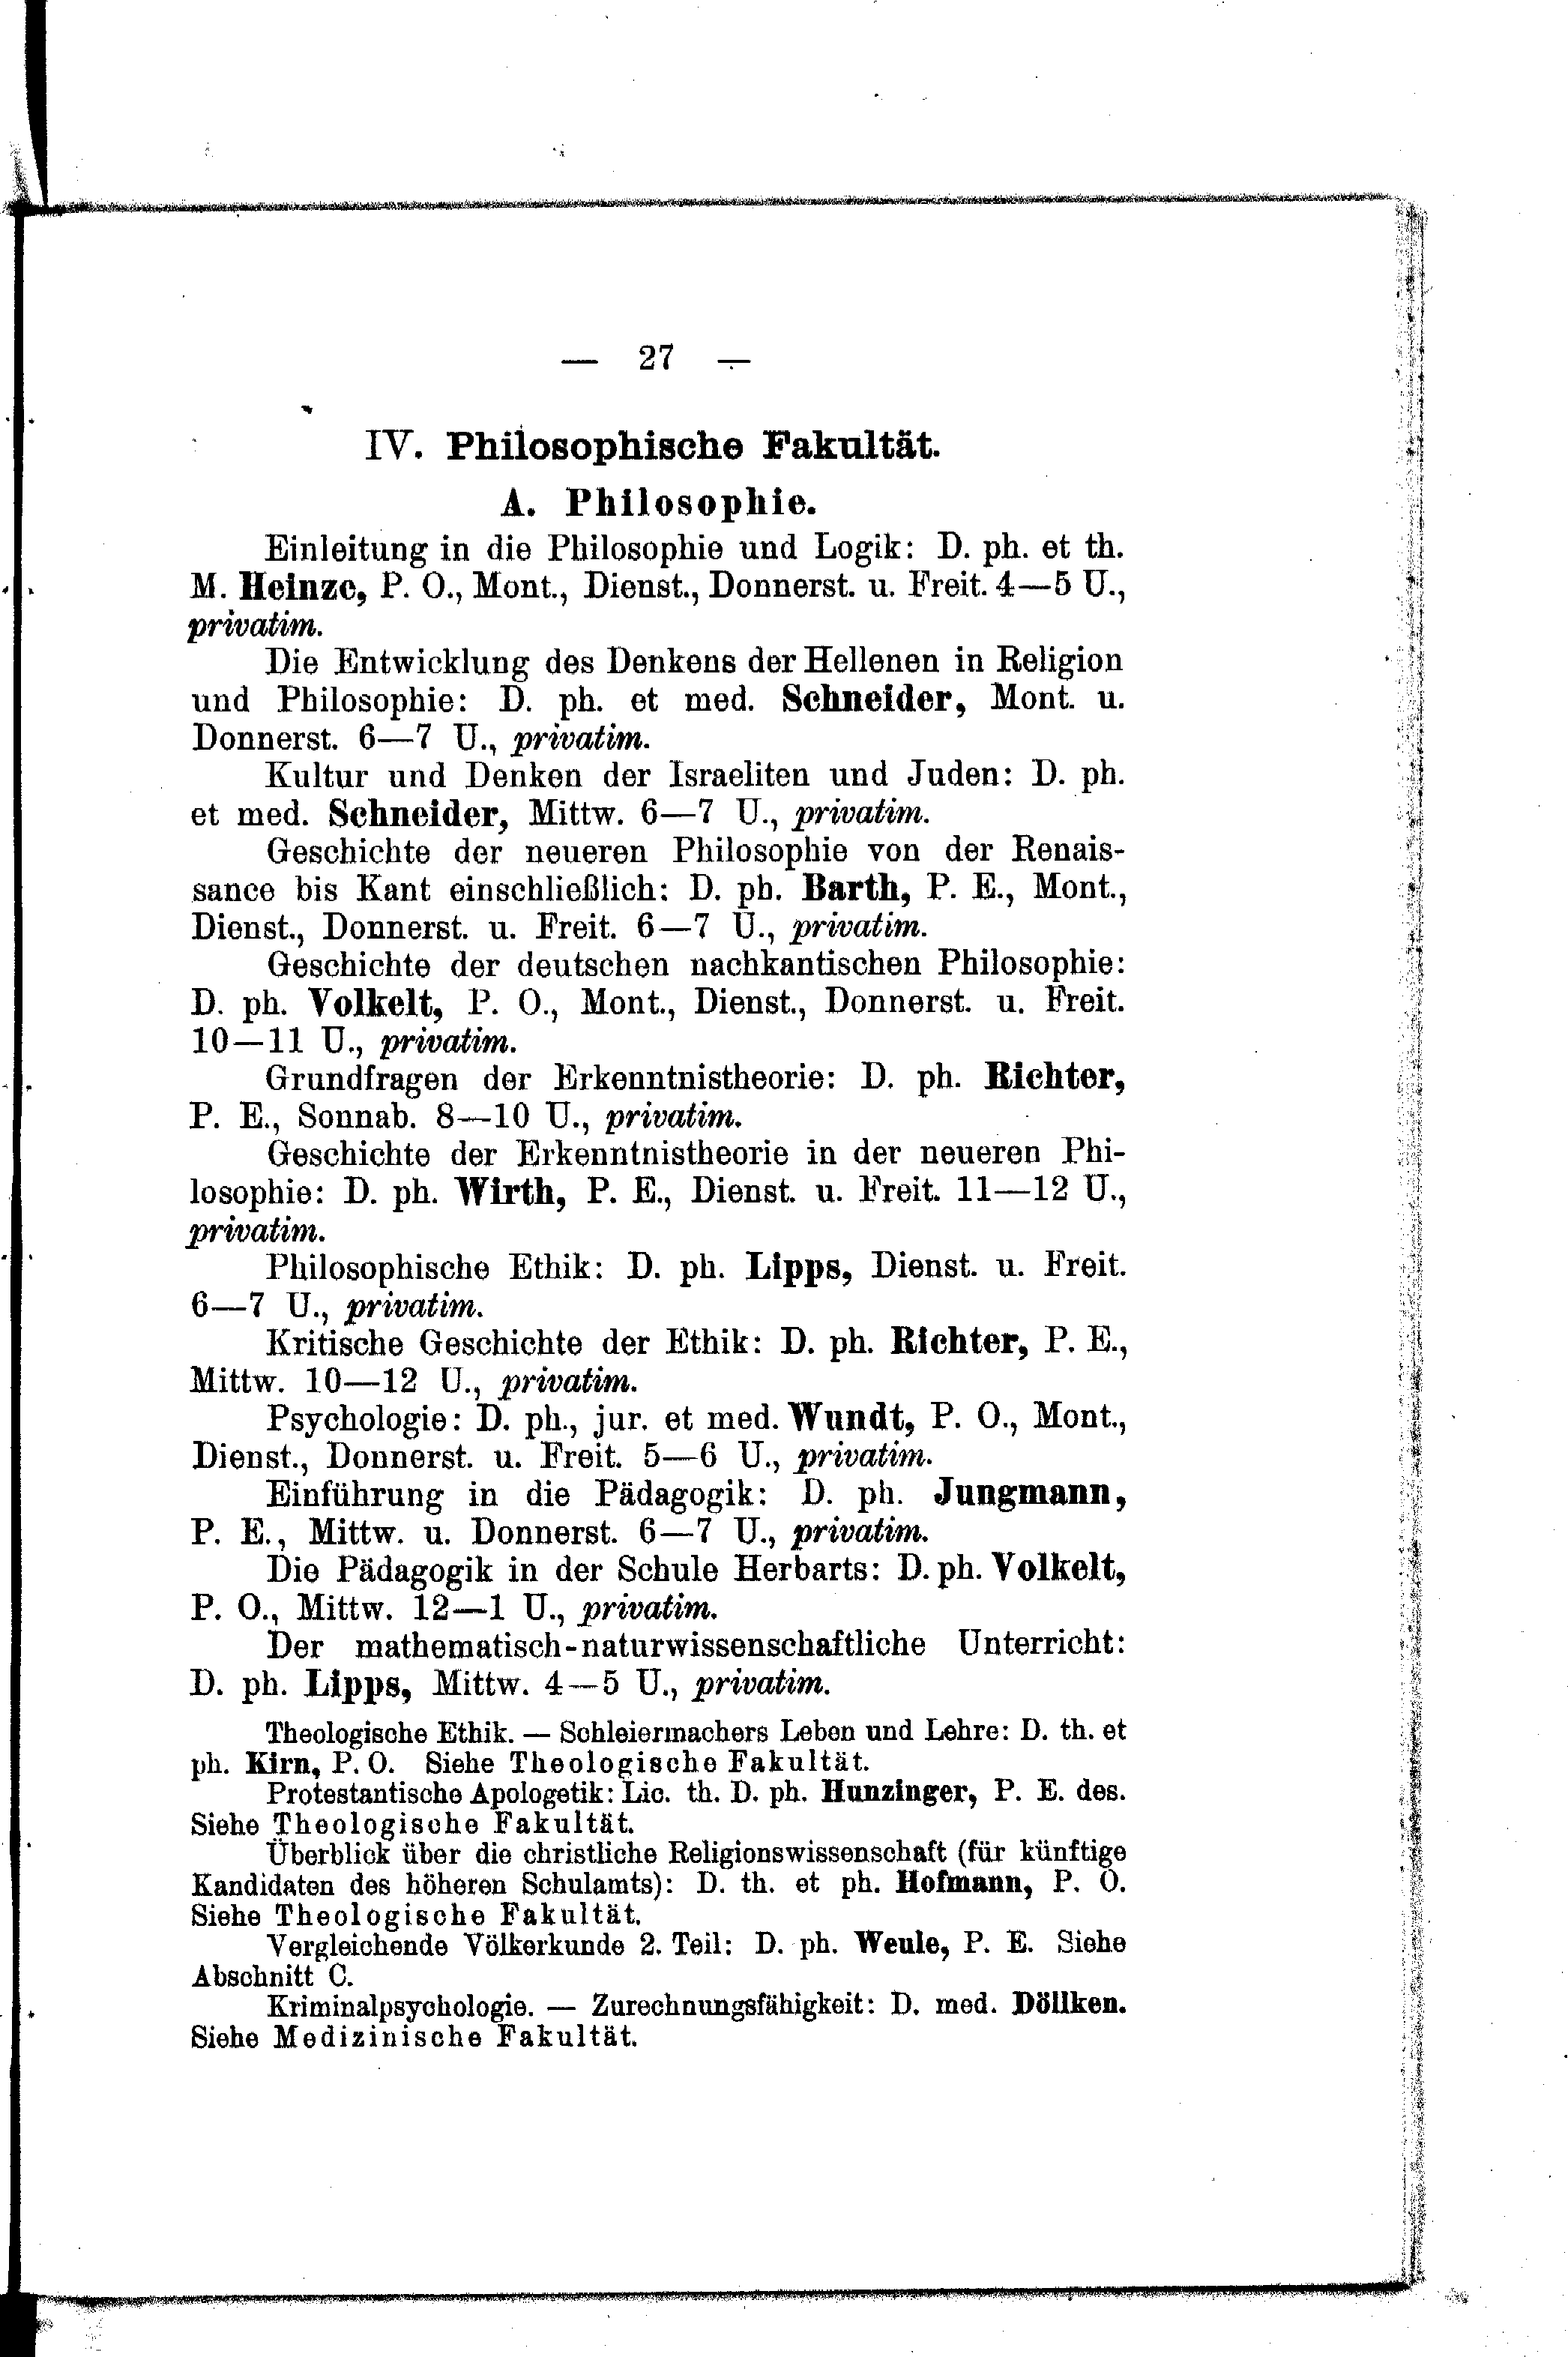 — 27 —
IV. Philosophische Fakultät.
A. Philosophie.
Einleitung in die Philosophie und Logik: D. ph. et th.
M. Heinze, P. O., Mont., Dienst., Donnerst. u. Freit. 4—5 U.,
privatim.
Die Entwicklung des Denkens der Hellenen in Religion
und Philosophie: D. ph. et med. Schneider, Mont. u.
Donnerst. 6—7 U., privatim.
Kultur und Denken der Israeliten und Juden: D. ph.
et med. Schneider, Mittw. 6—7 U., privatim.
Geschichte der neueren Philosophie von der Renais-
sance bis Kant einschließlich: D. ph. Barth, P. E., Mont.,
Dienst., Donnerst. u. Freit. 6—7 U., privatim.
Geschichte der deutschen nachkantischen Philosophie:
D. ph. Volkelt, P. O., Mont., Dienst., Donnerst. u. Freit.
10—11 U., privatim.
Grundfragen der Erkenntnistheorie: D. ph. Richter,
P. E., Sonnab. 8—10 U., privatim.
Geschichte der Erkenntnistheorie in der neueren Phi-
losophie: D. ph. Wirth, P. E., Dienst. u. Freit. 11—12 U.,
privatim.
Philosophische Ethik: D. ph. Lipps, Dienst. u. Freit.
6—7 U., privatim.
Kritische Geschichte der Ethik: D. ph. Richter, P. E.,
Mittw. 10—12 U., privatim.
Psychologie: D. ph., jur. et med. Wundt, P. O., Mont.,
Dienst., Donnerst. u. Freit. 5—6 U., privatim.
Einführung in die Pädagogik: D. ph. Jungmann,
P. E., Mittw. u. Donnerst. 6—7 U., privatim.
Die Pädagogik in der Schule Herbarts: D. ph. Volkelt,
P. O., Mittw. 12—1 U., privatim.
Der mathematisch-naturwissenschaftliche Unterricht:
D. ph. Lipps, Mittw. 4—5 U., privatim.
Theologische Ethik. — Schleiermachers Leben und Lehre: D. th. et
ph. Kirn, P. O. Siehe Theologische Fakultät.
Protestantische Apologetik: Lic. th. D. ph. Hunzinger, P. E. des.
Siehe Theologische Fakultät.
Überblick über die christliche Religionswissenschaft (für künftige
Kandidaten des höheren Schulamts): D. th. et ph. Hofmann, P. O.
Siehe Theologische Fakultät.
Vergleichende Völkerkunde 2. Teil: D. ph. Weule, P. E. Siehe
Abschnitt C.
Kriminalpsychologie. — Zurechnungsfähigkeit: D. med. Döllken.
Siehe Medizinische Fakultät.